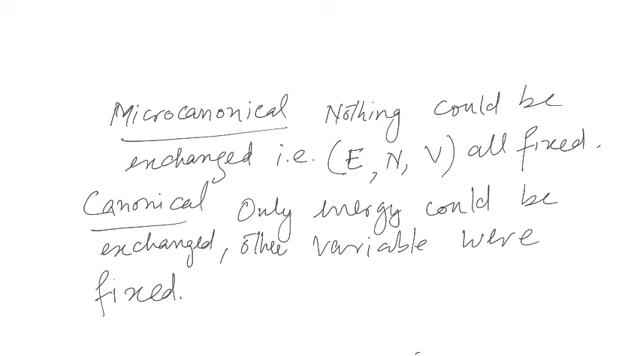 Microcanonical Nothing could be
exchanged i.e. (E, N, V) all fixed.
Canonical Only energy could be
exchanged, other variable were
fixed.